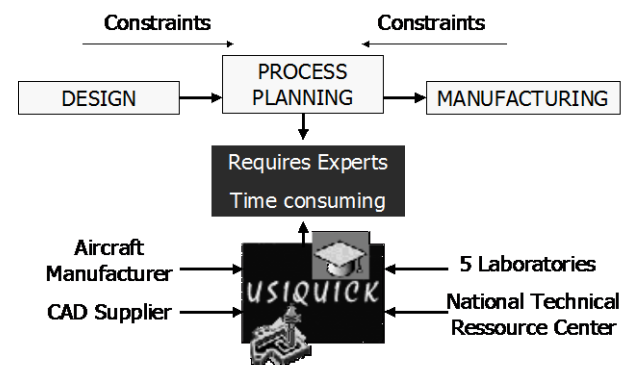 Constraints
Constraints
DESIGN
PROCESS
PLANNING
MANUFACTURING
Requires Experts
Time consuming
Aircraft
Manufacturer
CAD Supplier
USIQUICK
5 Laboratories
National Technical
Ressource Center